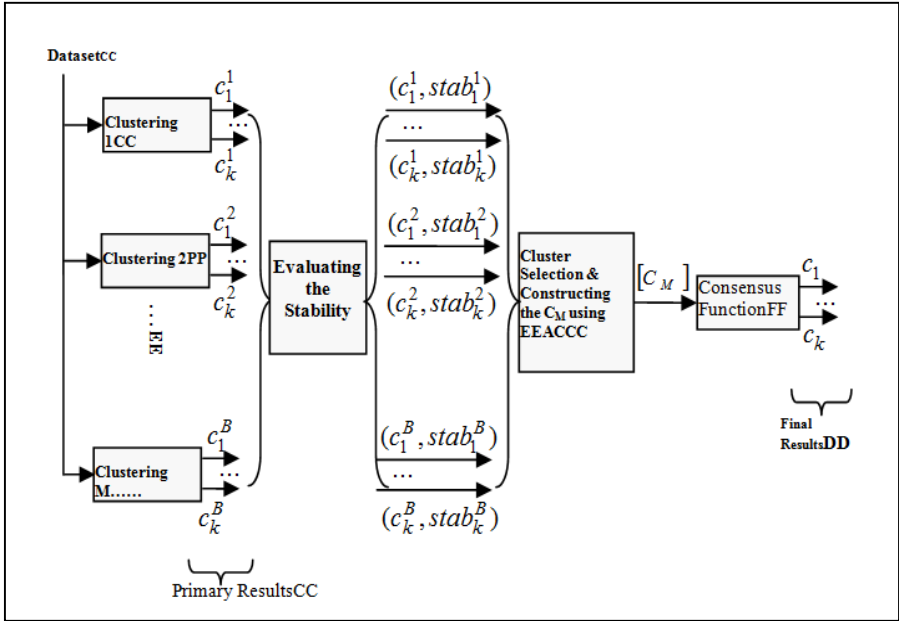 Datasetcc
Clustering
1CC
c_1^1
...
c_k^1
Clustering 2PP
c_1^2
...
c_k^2
...EE
Clustering
M......
c_1^B
...
c_k^B
Primary ResultsCC
Evaluating
the
Stability
(c_1^1, stab_1^1)
...
(c_k^1, stab_k^1)
(c_1^2, stab_1^2)
...
(c_k^2, stab_k^2)
(c_1^B, stab_1^B)
...
(c_k^B, stab_k^B)
Cluster
Selection &
Constructing
the C_M using
EEACCC
[C_M]
Consensus
FunctionFF
c_1
...
c_k
Final
ResultsDD